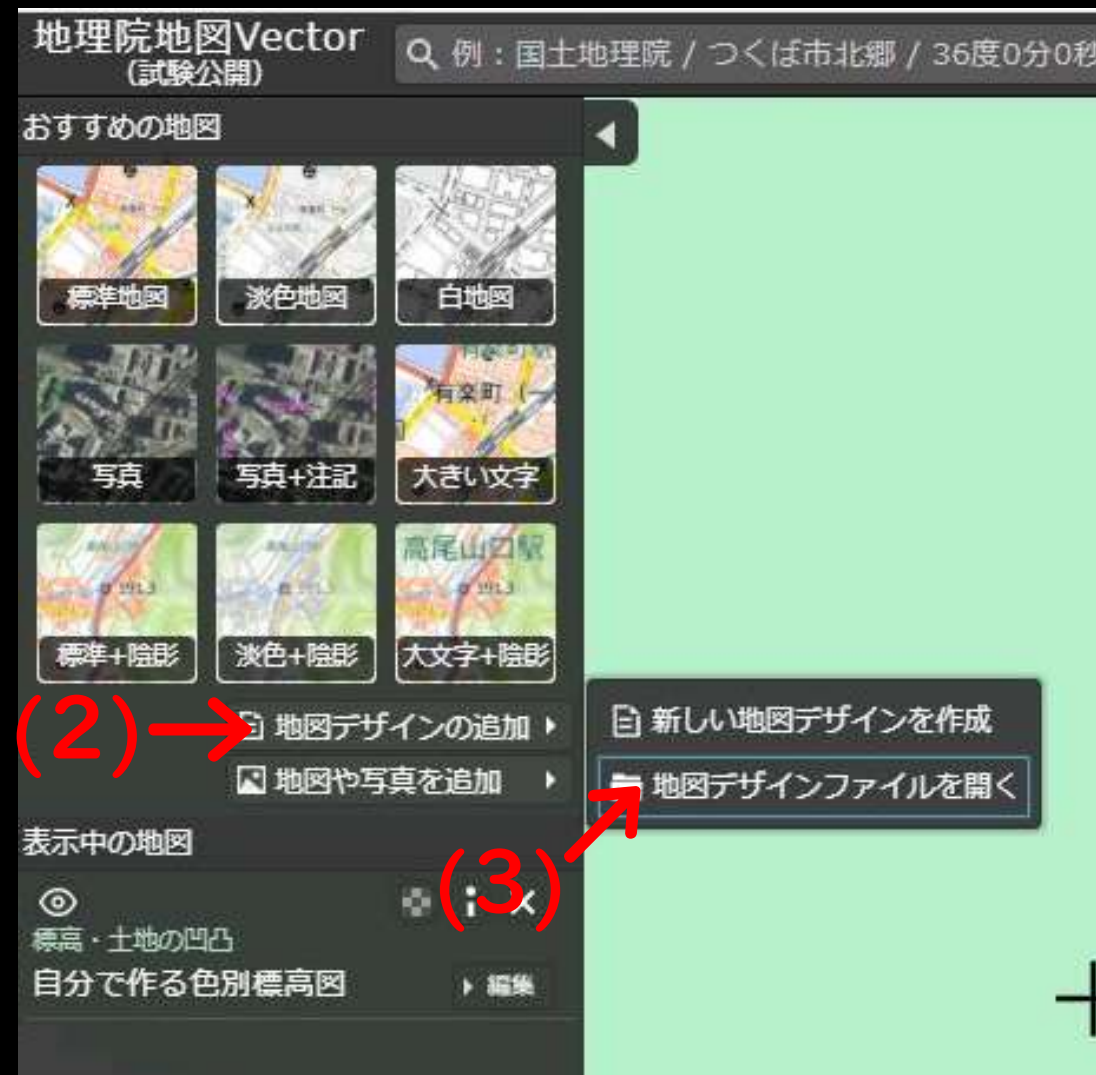 地理院地図Vector
(試験公開)
例：国土地理院 / つくば市北郷 / 36度0分0秒
おすすめの地図
標準地図
淡色地図
白地図
有楽町
写真
写真+注記
大きい文字
高尾山口駅
標準+陰影
淡色+陰影
大文字+陰影
(2)
地図デザインの追加
新しい地図デザインを作成
地図や写真を追加
地図デザインファイルを開く
表示中の地図
(3)
標高・土地の凹凸
自分で作る色別標高図
編集